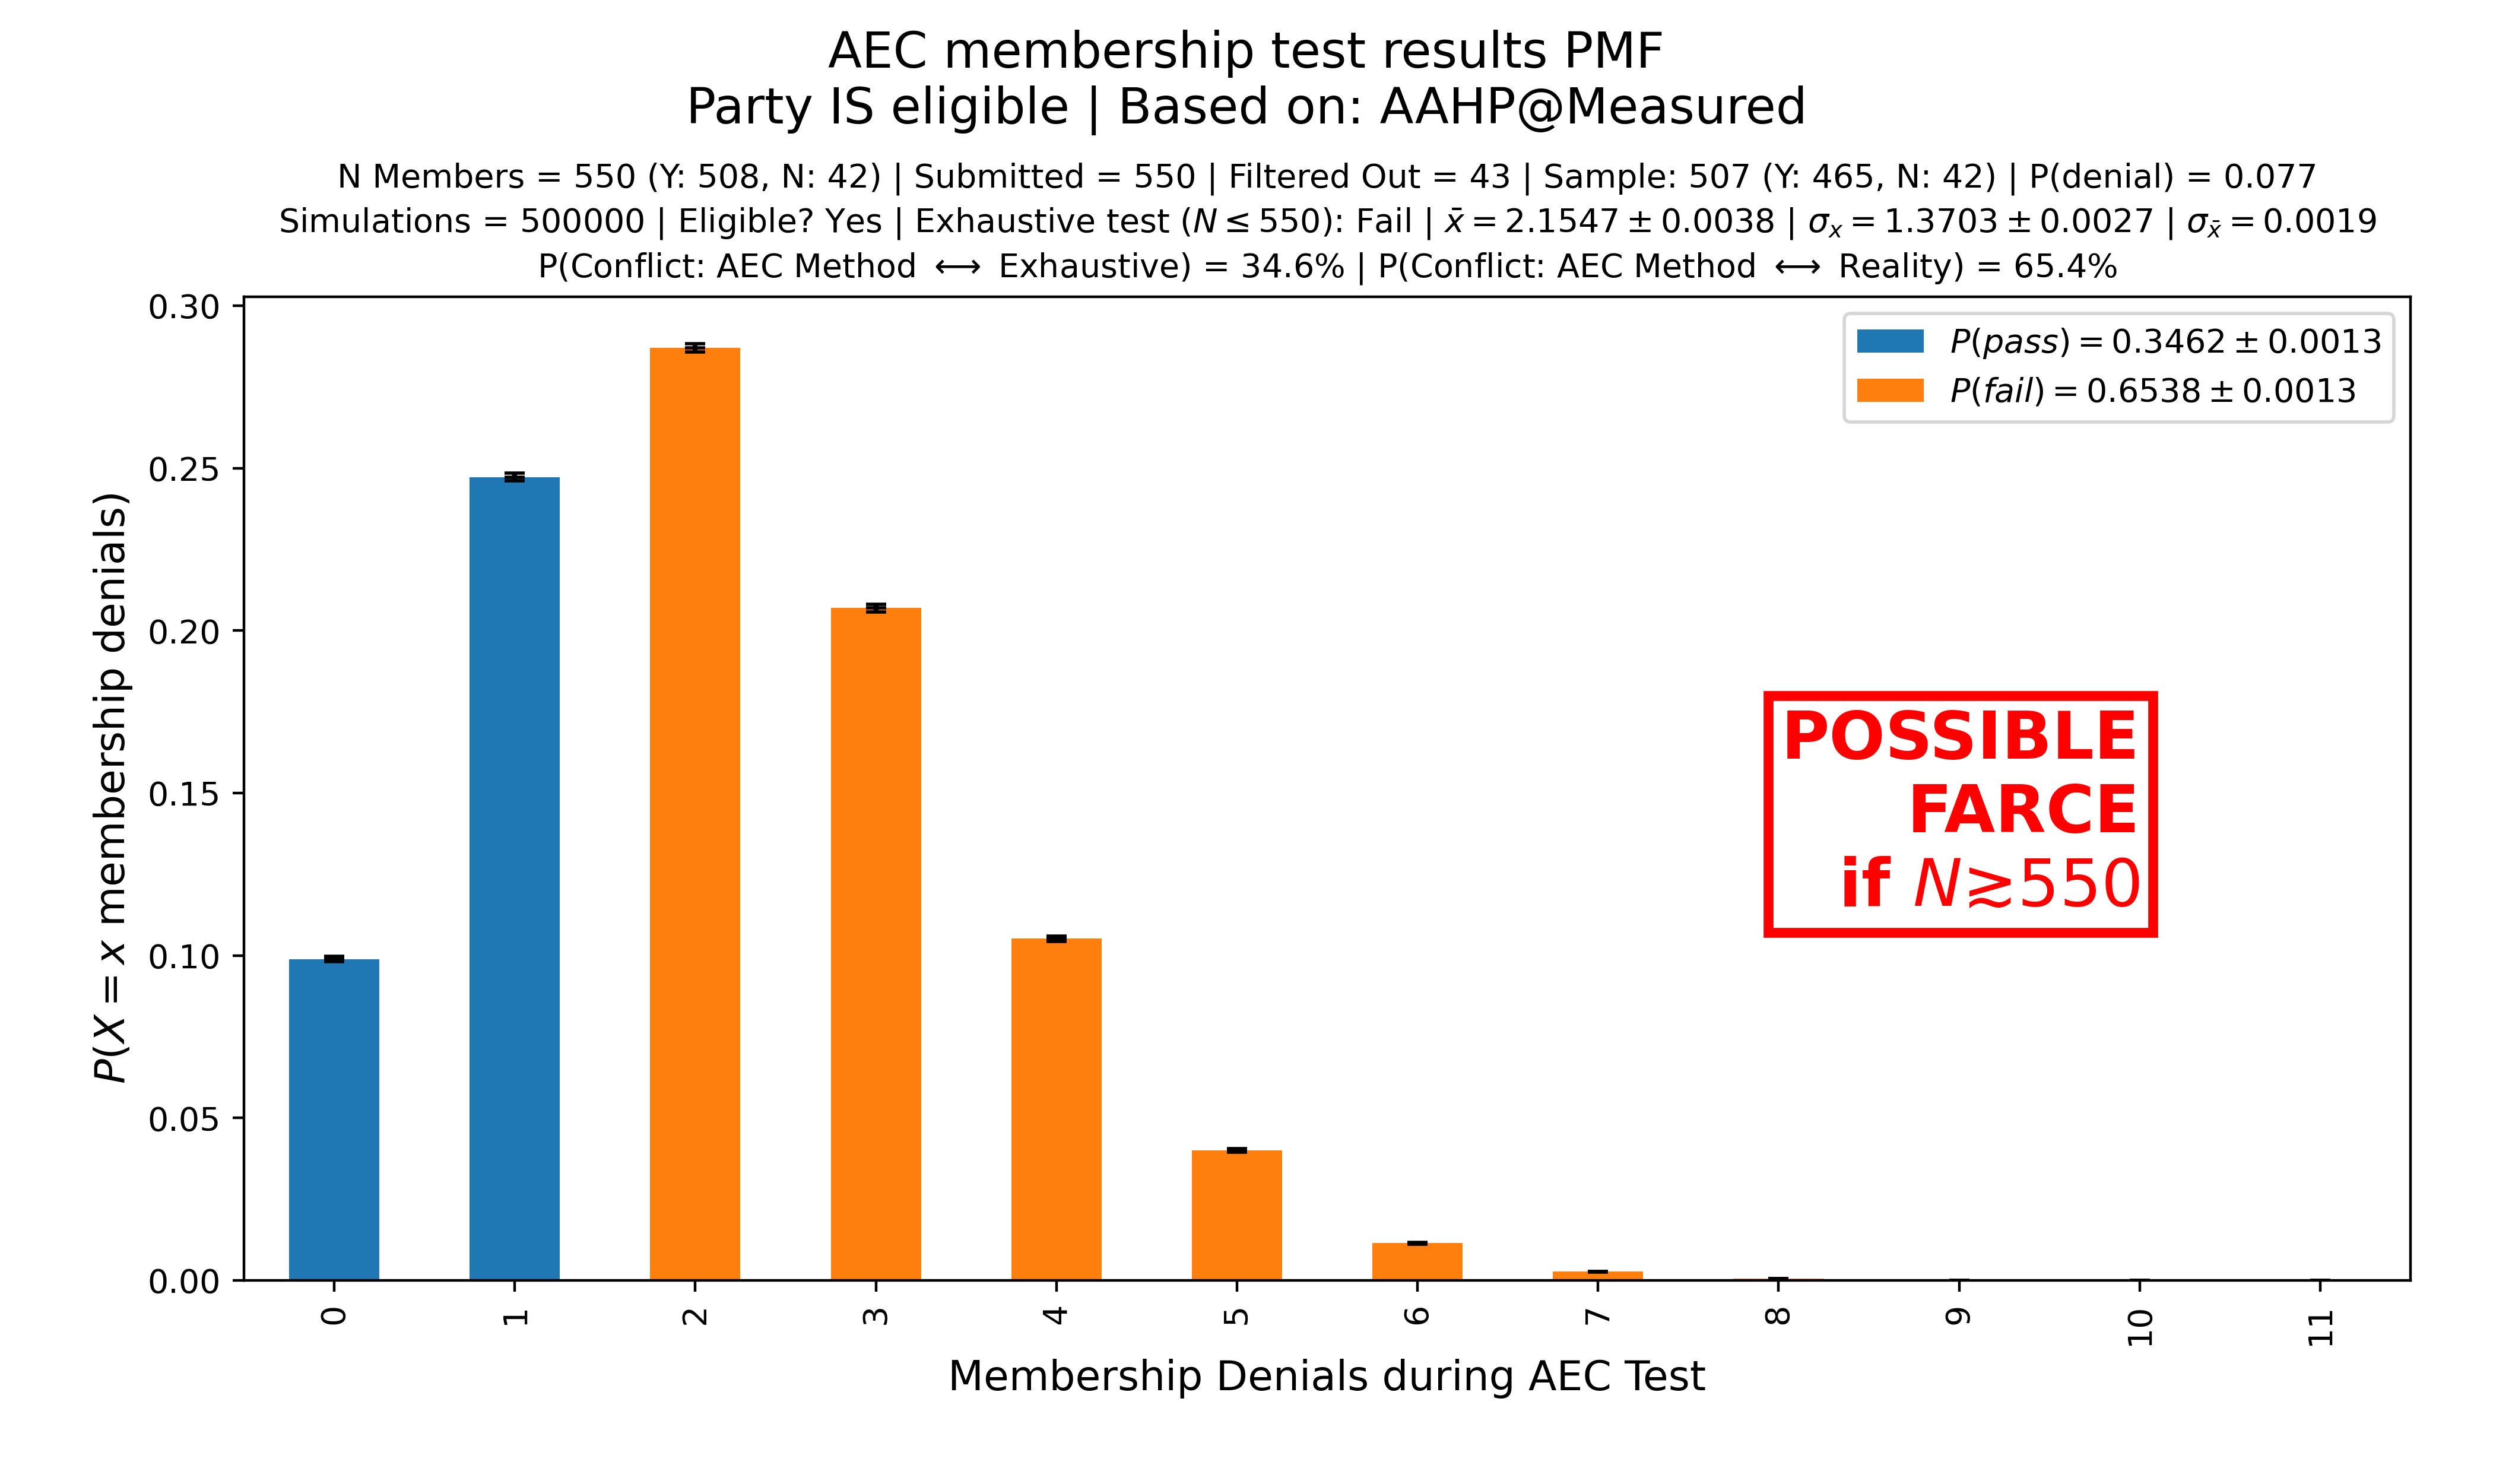 AEC membership test results PMF
Party IS eligible | Based on: AAHP@Measured
N Members = 550 (Y: 508, N: 42) | Submitted = 550 | Filtered Out = 43 | Sample: 507 (Y: 465, N: 42) | P(denial) = 0.077
Simulations = 500000 | Eligible? Yes | Exhaustive test (N ≤ 550): Fail | x̄ = 2.1547 ± 0.0038 | σₓ = 1.3703 ± 0.0027 | σ_x̄ = 0.0019
P(Conflict: AEC Method ⟷ Exhaustive) = 34.6% | P(Conflict: AEC Method ⟷ Reality) = 65.4%
P(pass) = 0.3462 ± 0.0013
P(fail) = 0.6538 ± 0.0013
P(X = x membership denials)
0.30
0.25
0.20
0.15
0.10
0.05
0.00
POSSIBLE
FARCE
if N⪆550
0 1 2 3 4 5 6 7 8 9 10 11
Membership Denials during AEC Test